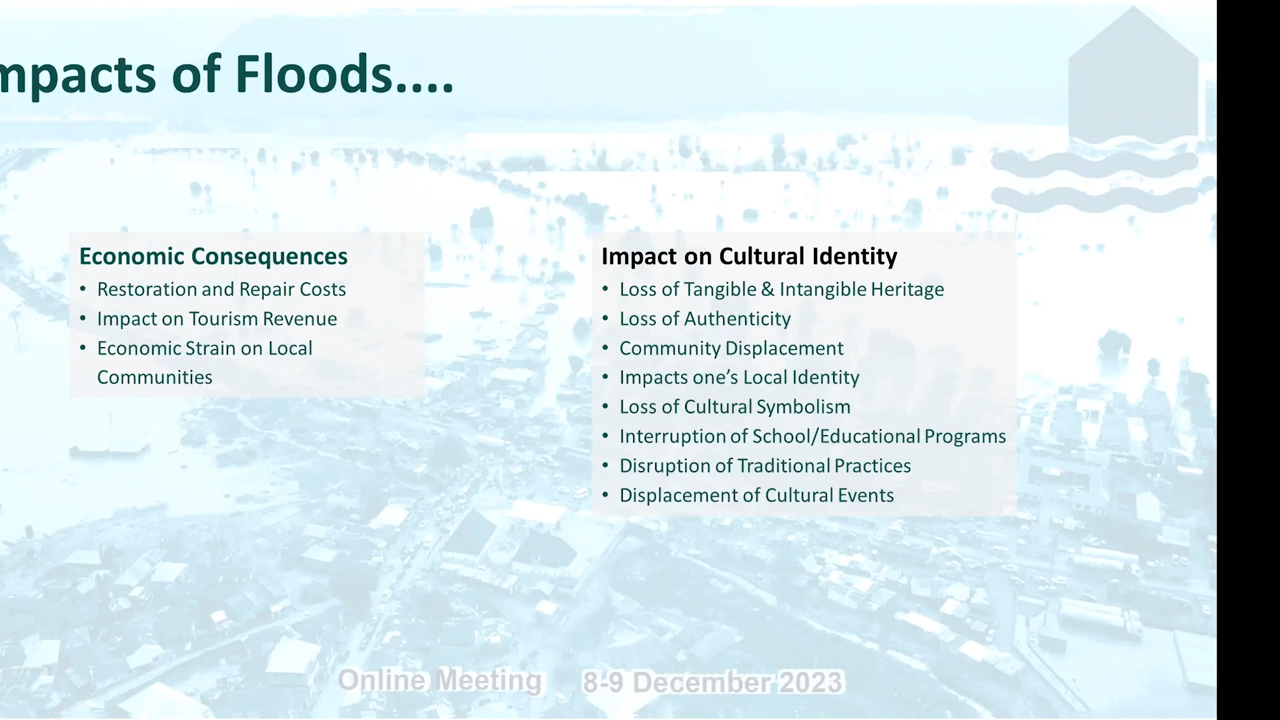 mpacts of Floods....
Economic Consequences
• Restoration and Repair Costs
• Impact on Tourism Revenue
• Economic Strain on Local
Communities
Impact on Cultural Identity
• Loss of Tangible & Intangible Heritage
• Loss of Authenticity
• Community Displacement
• Impacts one’s Local Identity
• Loss of Cultural Symbolism
• Interruption of School/Educational Programs
• Disruption of Traditional Practices
• Displacement of Cultural Events
Online Meeting 8-9 December 2023